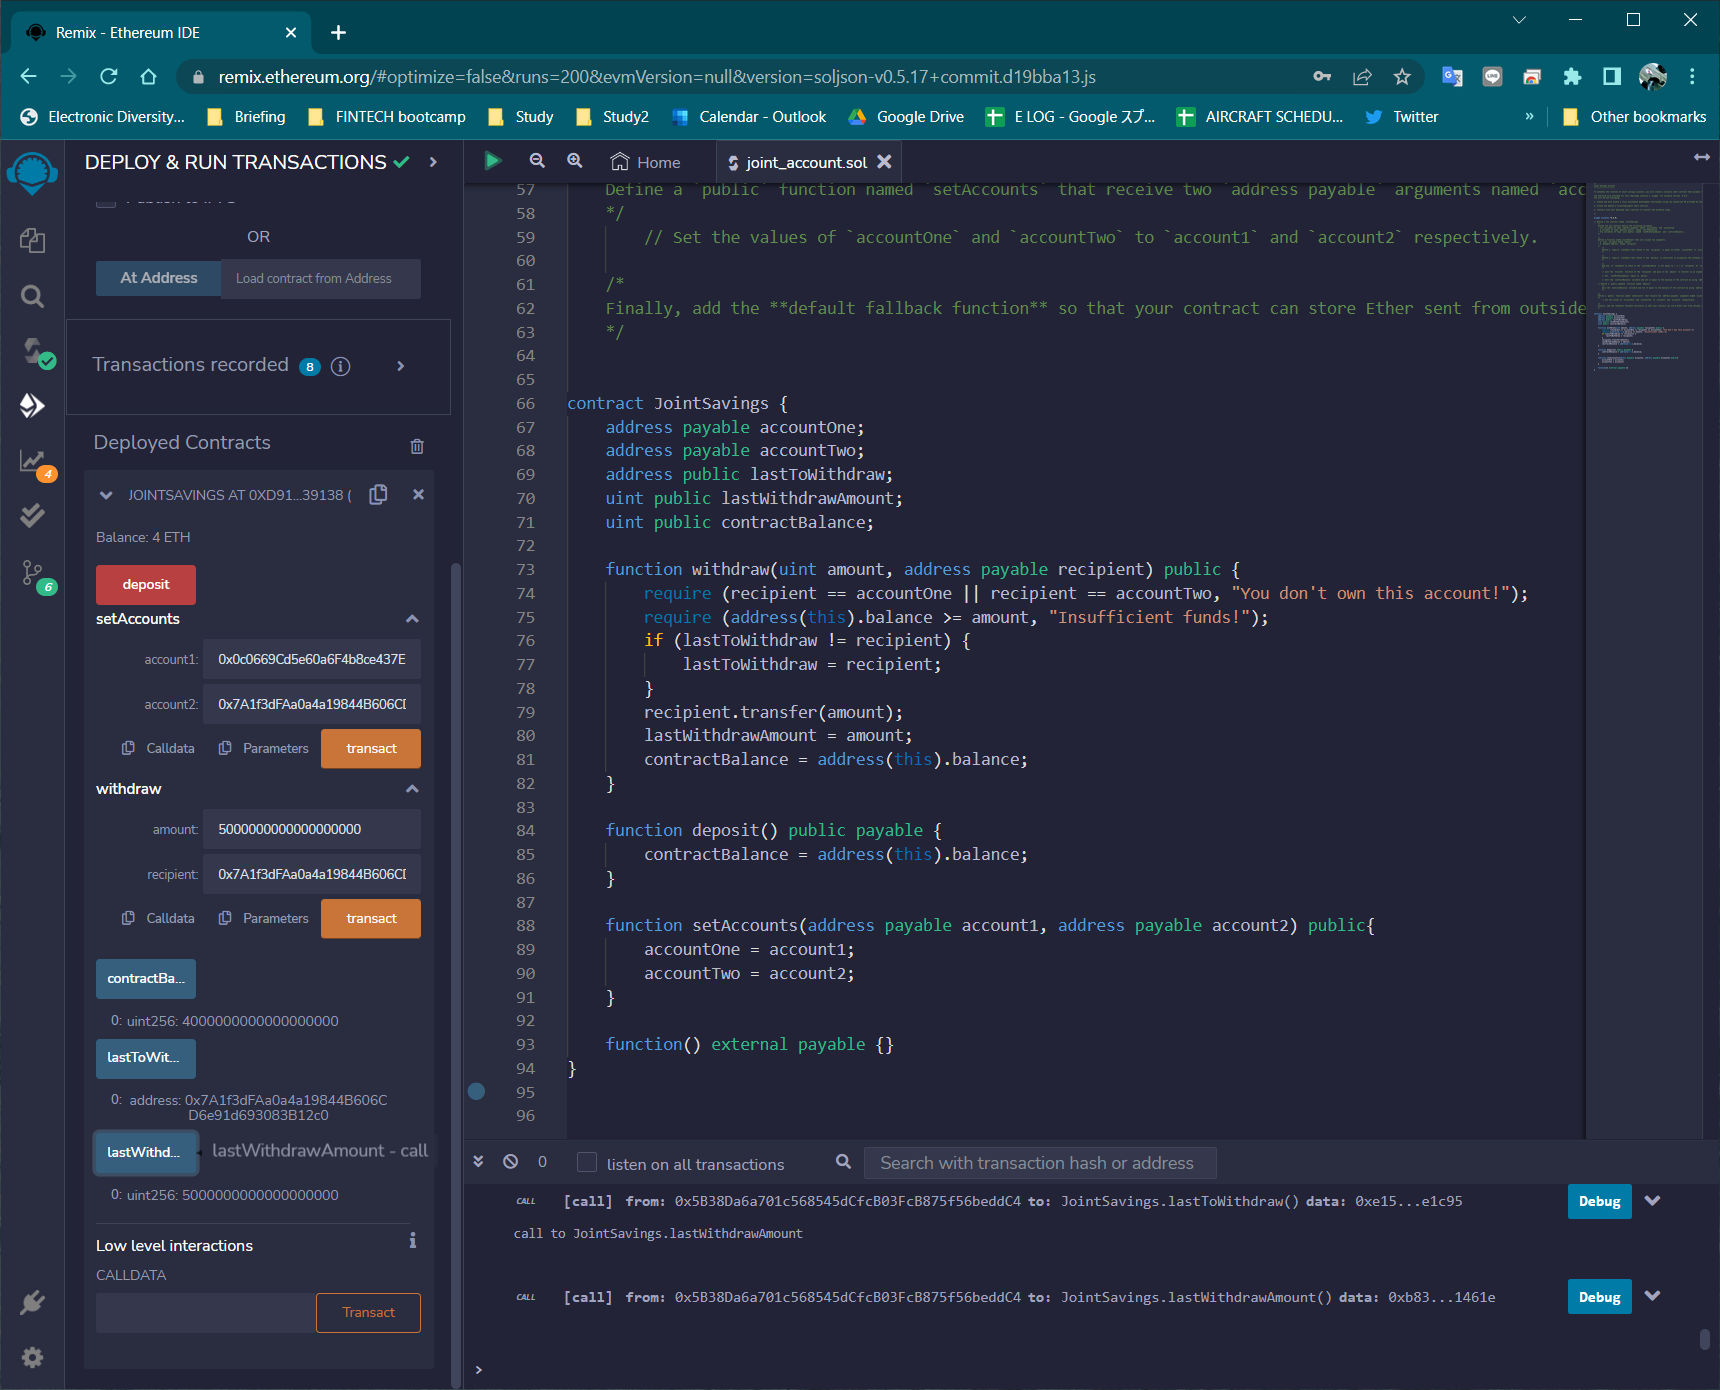 Remix - Ethereum IDE
remix.ethereum.org/#optimize=false&runs=200&evmVersion=null&version=soljson-v0.5.17+commit.d19bba13.js
Electronic Diversity...
Briefing
FINTECH bootcamp
Study
Study2
Calendar - Outlook
Google Drive
E LOG - Google スプ...
AIRCRAFT SCHEDU...
Twitter
»
Other bookmarks
DEPLOY & RUN TRANSACTIONS
OR
At Address
Load contract from Address
Transactions recorded 8 i
Deployed Contracts
JOINTSAVINGS AT 0XD91...39138 (
Balance: 4 ETH
deposit
setAccounts
account1: 0x0c0669Cd5e60a6F4b8ce437E
account2: 0x7A1f3dFAa0a4a19844B606CD
Calldata Parameters transact
withdraw
amount: 5000000000000000000
recipient: 0x7A1f3dFAa0a4a19844B606CD
Calldata Parameters transact
contractBa...
0: uint256: 4000000000000000000
lastToWit...
0: address: 0x7A1f3dFAa0a4a19844B606C
D6e91d693083B12c0
lastWithd... lastWithdrawAmount - call
0: uint256: 5000000000000000000
Low level interactions i
CALLDATA
Transact
4
6
Home
joint_account.sol
57 Define a `public` function named `setAccounts` that receive two `address payable` arguments named `acc
58 */
59 // Set the values of `accountOne` and `accountTwo` to `account1` and `account2` respectively.
60
61 /*
62 Finally, add the **default fallback function** so that your contract can store Ether sent from outside
63 */
64
65
66 contract JointSavings {
67 address payable accountOne;
68 address payable accountTwo;
69 address public lastToWithdraw;
70 uint public lastWithdrawAmount;
71 uint public contractBalance;
72
73 function withdraw(uint amount, address payable recipient) public {
74 require (recipient == accountOne || recipient == accountTwo, "You don't own this account!");
75 require (address(this).balance >= amount, "Insufficient funds!");
76 if (lastToWithdraw != recipient) {
77 lastToWithdraw = recipient;
78 }
79 recipient.transfer(amount);
80 lastWithdrawAmount = amount;
81 contractBalance = address(this).balance;
82 }
83
84 function deposit() public payable {
85 contractBalance = address(this).balance;
86 }
87
88 function setAccounts(address payable account1, address payable account2) public{
89 accountOne = account1;
90 accountTwo = account2;
91 }
92
93 function() external payable {}
94 }
95
96
0 listen on all transactions Search with transaction hash or address
CALL [call] from: 0x5B38Da6a701c568545dCfcB03FcB875f56beddC4 to: JointSavings.lastToWithdraw() data: 0xe15...e1c95 Debug
call to JointSavings.lastWithdrawAmount
CALL [call] from: 0x5B38Da6a701c568545dCfcB03FcB875f56beddC4 to: JointSavings.lastWithdrawAmount() data: 0xb83...1461e Debug
>